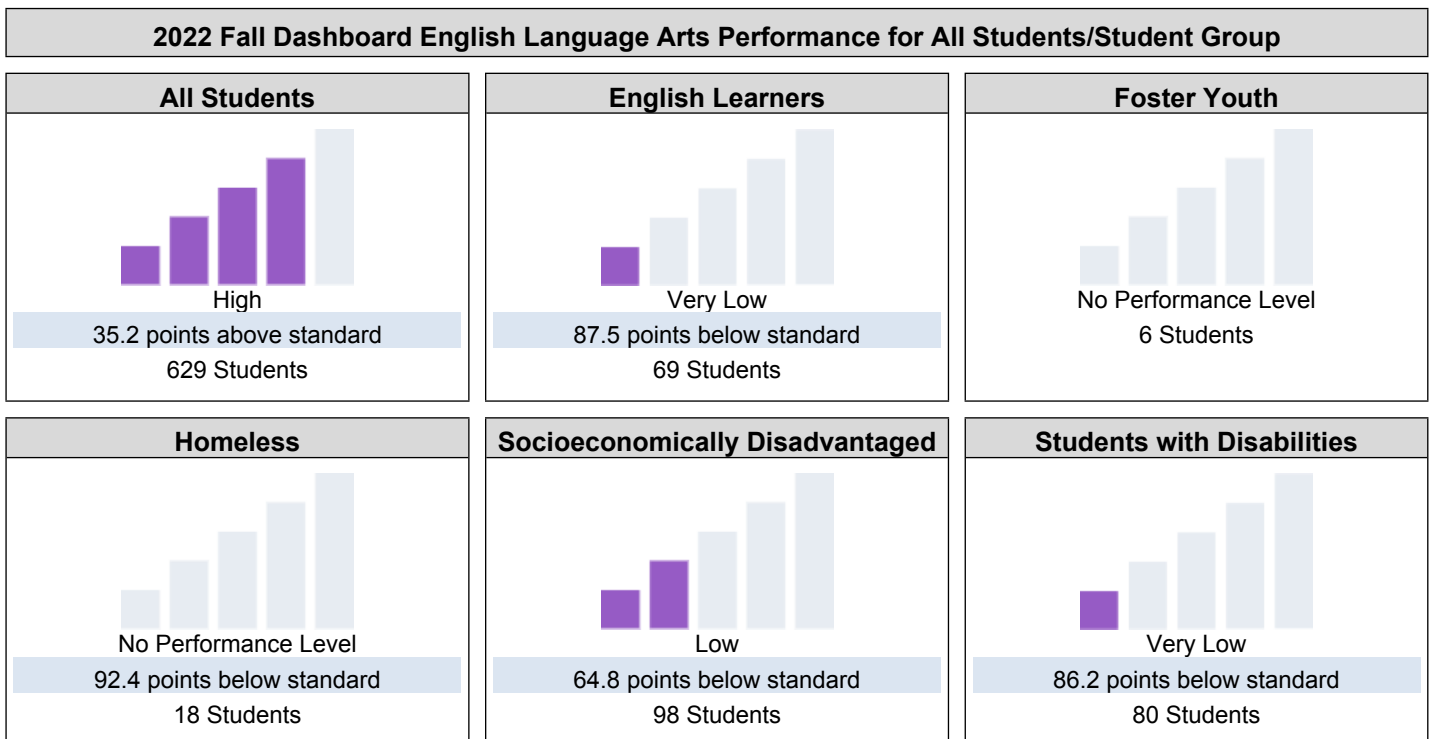 2022 Fall Dashboard English Language Arts Performance for All Students/Student Group
All Students
High
35.2 points above standard
629 Students
English Learners
Very Low
87.5 points below standard
69 Students
Foster Youth
No Performance Level
6 Students
Homeless
No Performance Level
92.4 points below standard
18 Students
Socioeconomically Disadvantaged
Low
64.8 points below standard
98 Students
Students with Disabilities
Very Low
86.2 points below standard
80 Students